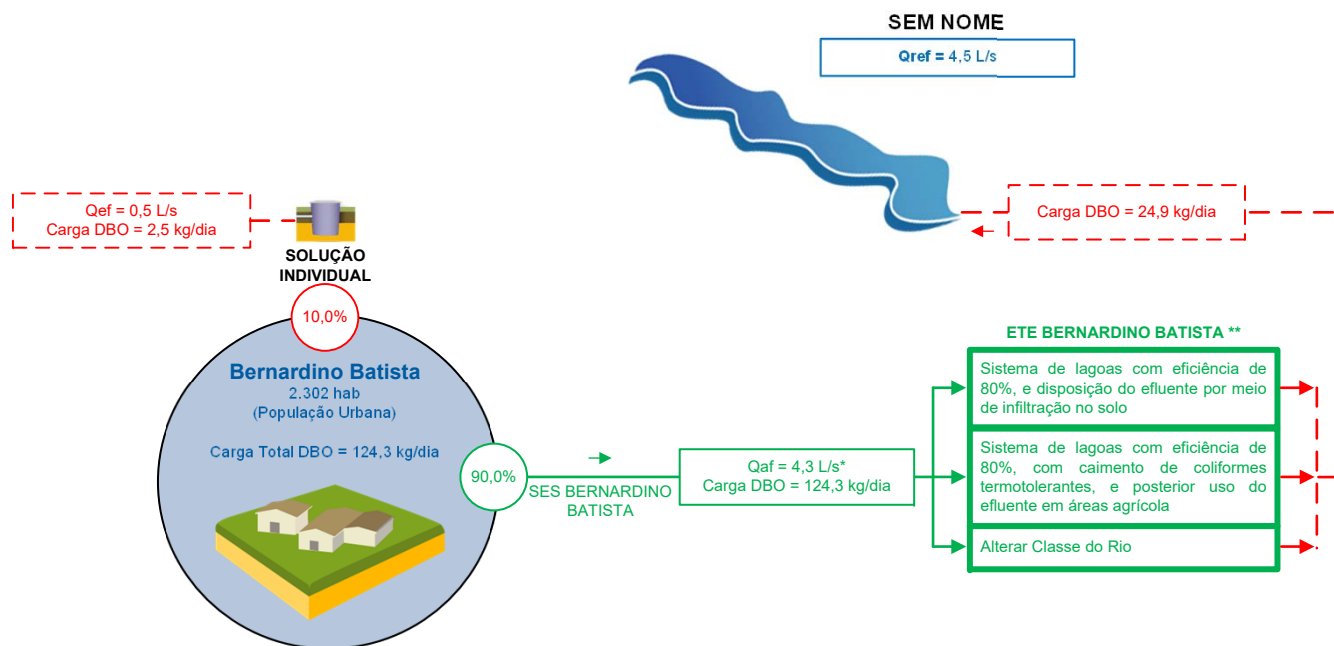 SEM NOME
Qref = 4,5 L/s
Qef = 0,5 L/s
Carga DBO = 2,5 kg/dia
Carga DBO = 24,9 kg/dia
SOLUÇÃO
INDIVIDUAL
10,0%
Bernardino Batista
2.302 hab
(População Urbana)
Carga Total DBO = 124,3 kg/dia
90,0%
SES BERNARDINO
BATISTA
Qaf = 4,3 L/s*
Carga DBO = 124,3 kg/dia
ETE BERNARDINO BATISTA **
Sistema de lagoas com eficiência de
80%, e disposição do efluente por meio
de infiltração no solo
Sistema de lagoas com eficiência de
80%, com caimento de coliformes
termotolerantes, e posterior uso do
efluente em áreas agrícola
Alterar Classe do Rio